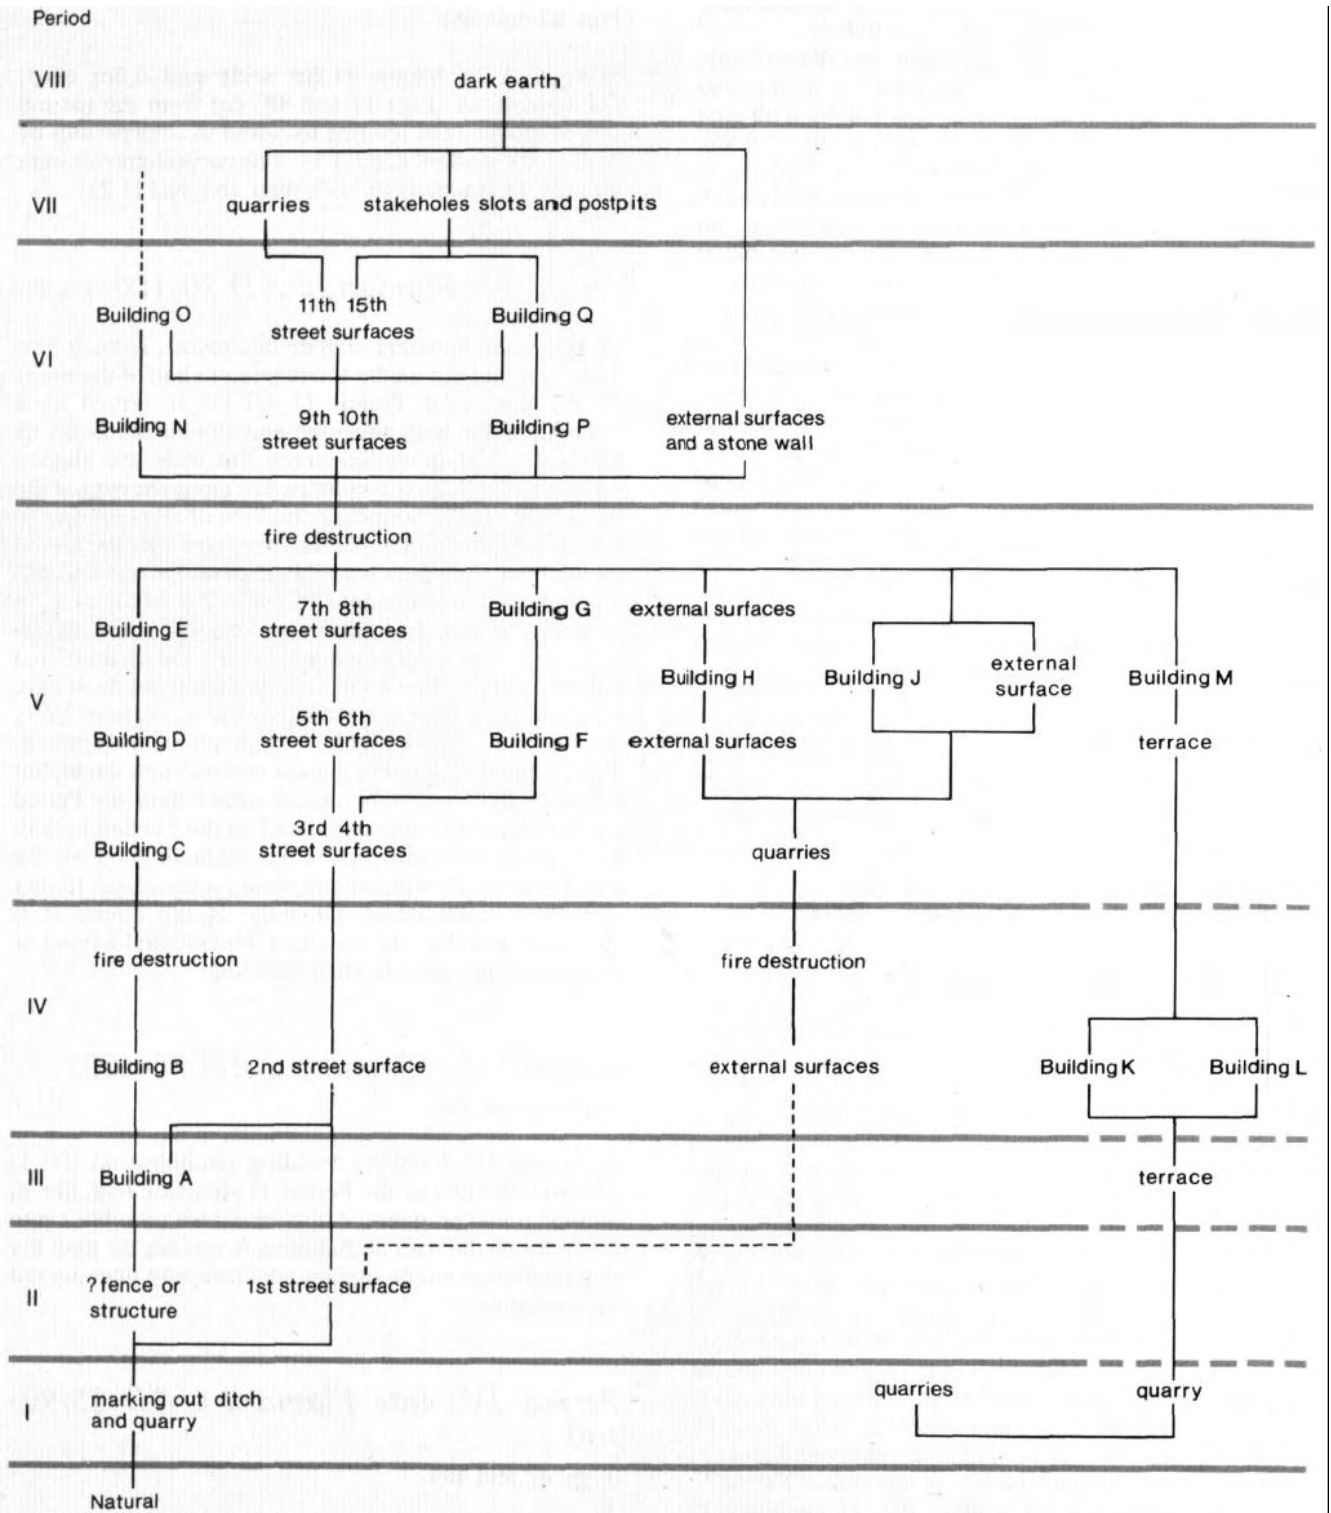 Period
VIII
dark earth
VII
quarries
stakeholes slots and postpits
Building O
11th 15th
street surfaces
Building Q
VI
Building N
9th 10th
street surfaces
Building P
external surfaces
and a stone wall
fire destruction
Building E
7th 8th
street surfaces
Building G
external surfaces
Building H
Building J
external
surface
Building M
V
Building D
5th 6th
street surfaces
Building F
external surfaces
terrace
Building C
3rd 4th
street surfaces
quarries
fire destruction
fire destruction
IV
Building B
2nd street surface
external surfaces
Building K
Building L
III
Building A
terrace
II
? fence or
structure
1st street surface
I
marking out ditch
and quarry
quarries
quarry
Natural